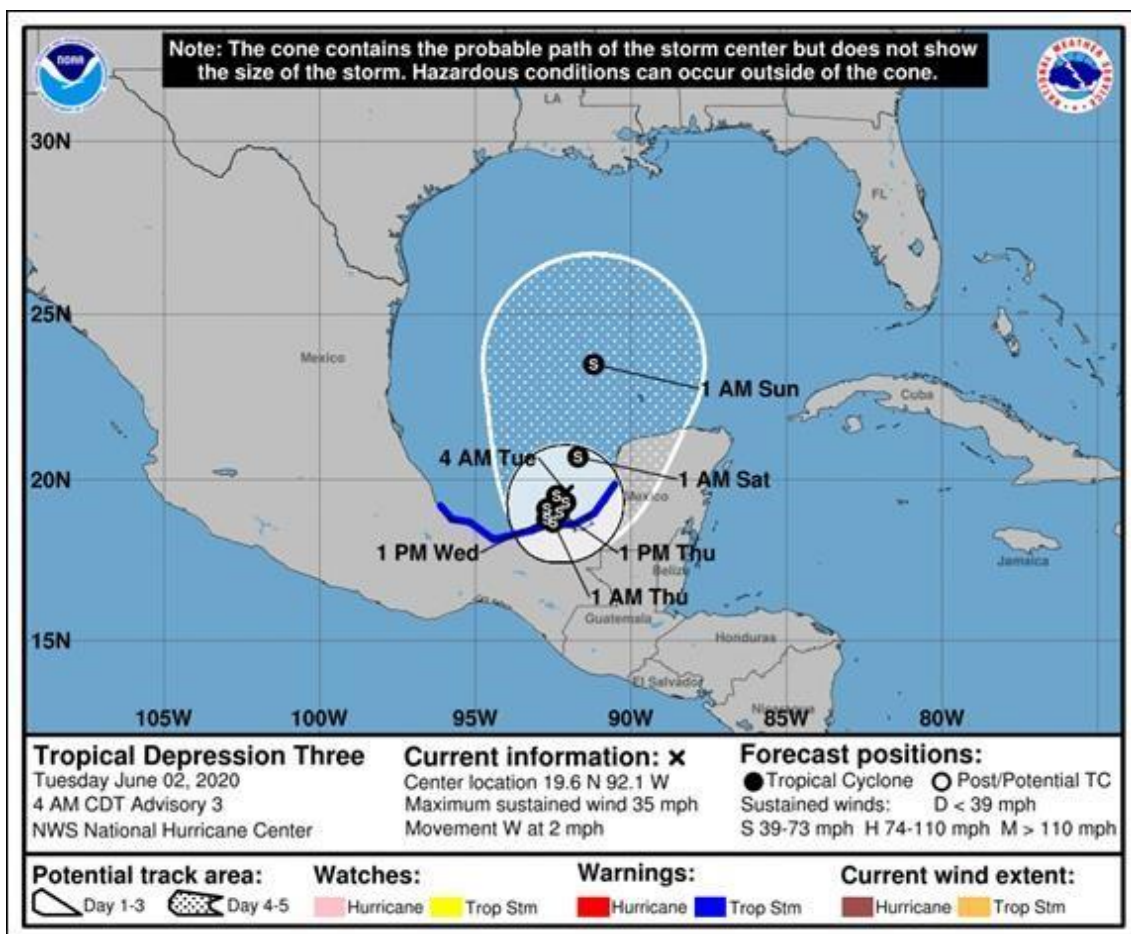 Note: The cone contains the probable path of the storm center but does not show
the size of the storm. Hazardous conditions can occur outside of the cone.
NOAA
NATIONAL WEATHER SERVICE
LA
30N
FL
25N
Mexico
S
1 AM Sun
Cuba
4 AM Tue
S
1 AM Sat
20N
Mexico
S
S
S
S
S
1 PM Wed
1 PM Thu
Belize
Jamaica
1 AM Thu
Guatemala
15N
Honduras
El Salvador
Nicaragua
105W
100W
95W
90W
85W
80W
Tropical Depression Three
Tuesday June 02, 2020
4 AM CDT Advisory 3
NWS National Hurricane Center
Current information: x
Center location 19.6 N 92.1 W
Maximum sustained wind 35 mph
Movement W at 2 mph
Forecast positions:
Tropical Cyclone Post/Potential TC
Sustained winds: D < 39 mph
S 39-73 mph H 74-110 mph M > 110 mph
Potential track area:
Day 1-3 Day 4-5
Watches:
Hurricane Trop Stm
Warnings:
Hurricane Trop Stm
Current wind extent:
Hurricane Trop Stm